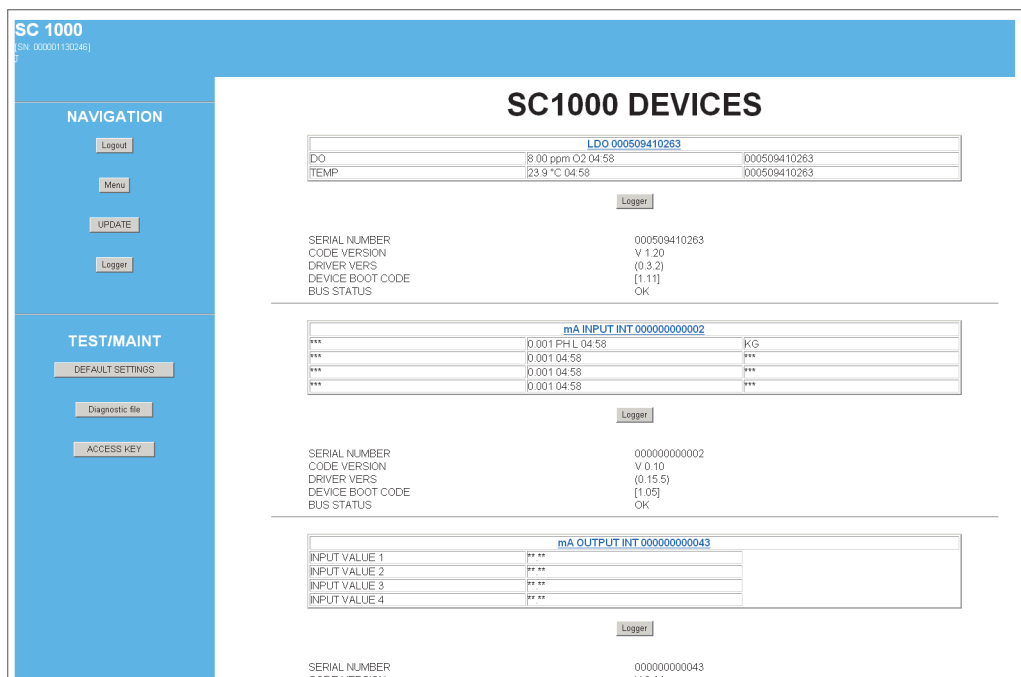 SC 1000
[SN. 000001130246]
NAVIGATION
Logout
Menu
UPDATE
Logger
TEST/MAINT
DEFAULT SETTINGS
Diagnostic file
ACCESS KEY
SC1000 DEVICES
LDO 000509410263
DO 8.00 ppm O2 04:58 000509410263
TEMP 23.9 °C 04:58 000509410263
Logger
SERIAL NUMBER 000509410263
CODE VERSION V 1.20
DRIVER VERS (0.3.2)
DEVICE BOOT CODE [1.11]
BUS STATUS OK
mA INPUT INT 000000000002
*** 0.001 PH L 04:58 KG
*** 0.001 04:58 ***
*** 0.001 04:58 ***
*** 0.001 04:58 ***
Logger
SERIAL NUMBER 000000000002
CODE VERSION V 0.10
DRIVER VERS (0.15.5)
DEVICE BOOT CODE [1.05]
BUS STATUS OK
mA OUTPUT INT 000000000043
INPUT VALUE 1 **.**
INPUT VALUE 2 **.**
INPUT VALUE 3 **.**
INPUT VALUE 4 **.**
Logger
SERIAL NUMBER 000000000043